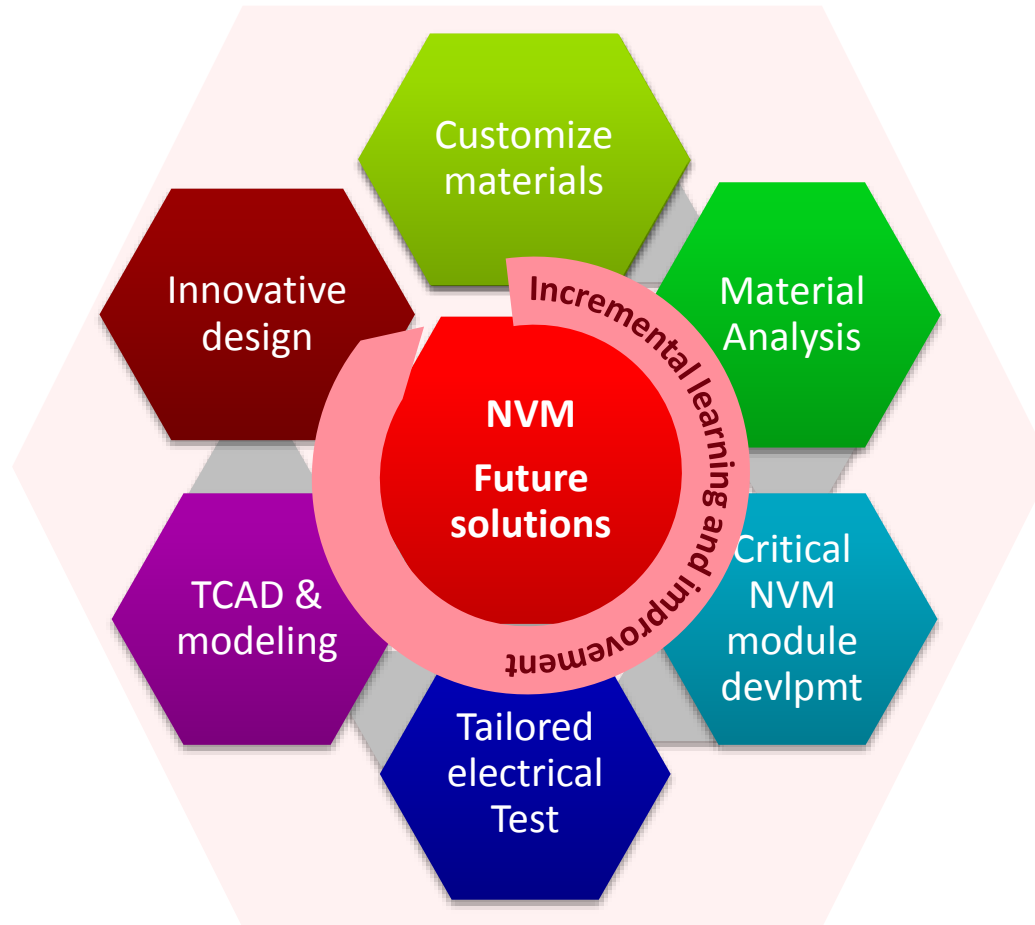 Customize
materials
Innovative
design
Material
Analysis
Incremental learning and improvement
NVM
Future
solutions
TCAD &
modeling
Critical
NVM
module
devlpmt
Tailored
electrical
Test